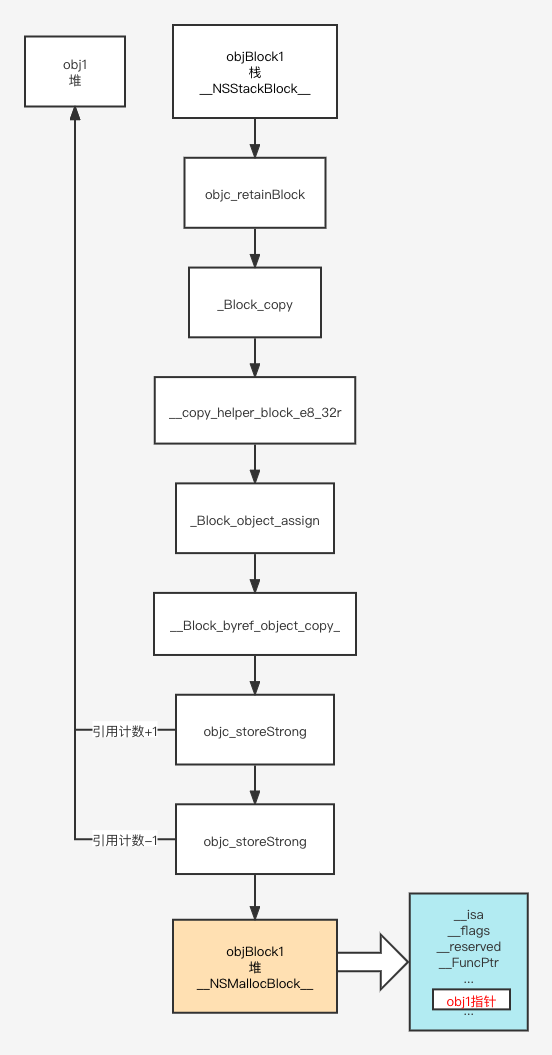 obj1
堆
objBlock1
栈
__NSStackBlock__
objc_retainBlock
_Block_copy
__copy_helper_block_e8_32r
_Block_object_assign
__Block_byref_object_copy_
objc_storeStrong
引用计数+1
objc_storeStrong
引用计数-1
objBlock1
堆
__NSMallocBlock__
__isa
__flags
__reserved
__FuncPtr
...
obj1指针
...